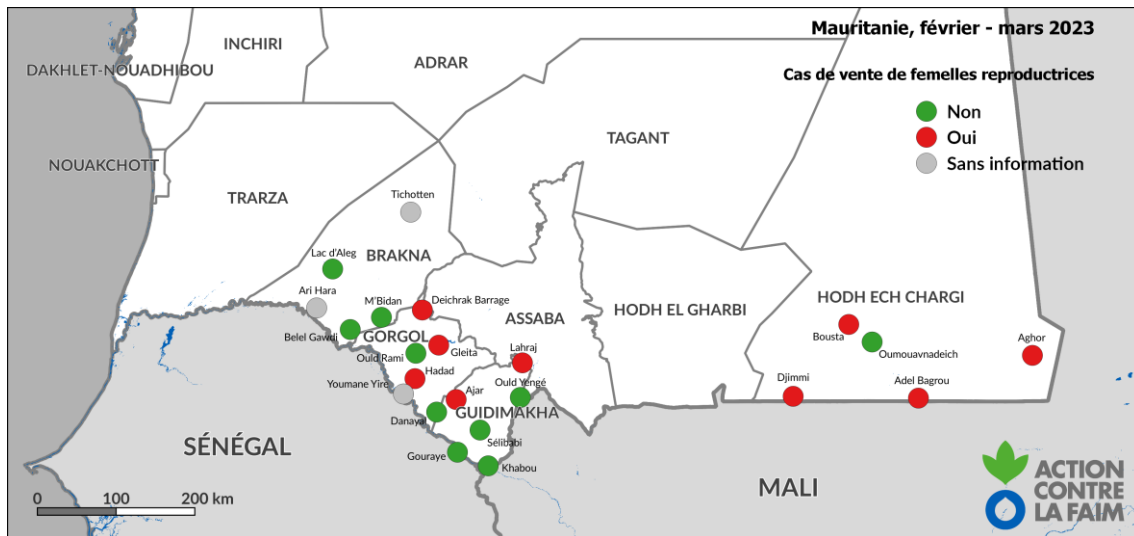 Mauritanie, février - mars 2023
Cas de vente de femelles reproductrices
Non
Oui
Sans information
INCHIRI
DAKHLET-NOUADHIBOU
ADRAR
TAGANT
NOUAKCHOTT
TRARZA
Tichotten
Lac d'Aleg
BRAKNA
Ari Hara
M'Bidan
Deichrak Barrage
HODH ECH CHARGI
HODH EL GHARBI
ASSABA
Belel Gawdi
GORGOL
Gleita
Lahraj
Bousta
Oumouavnadeich
Aghor
Ould Rami
Hadad
Youmane Yire
Ajar
Ould Yengé
Djimmi
Adel Bagrou
Danayal
GUIDIMAKHA
Sélibabi
Gouraye
Khabou
SÉNÉGAL
MALI
0 100 200 km
ACTION
CONTRE
LA FAIM